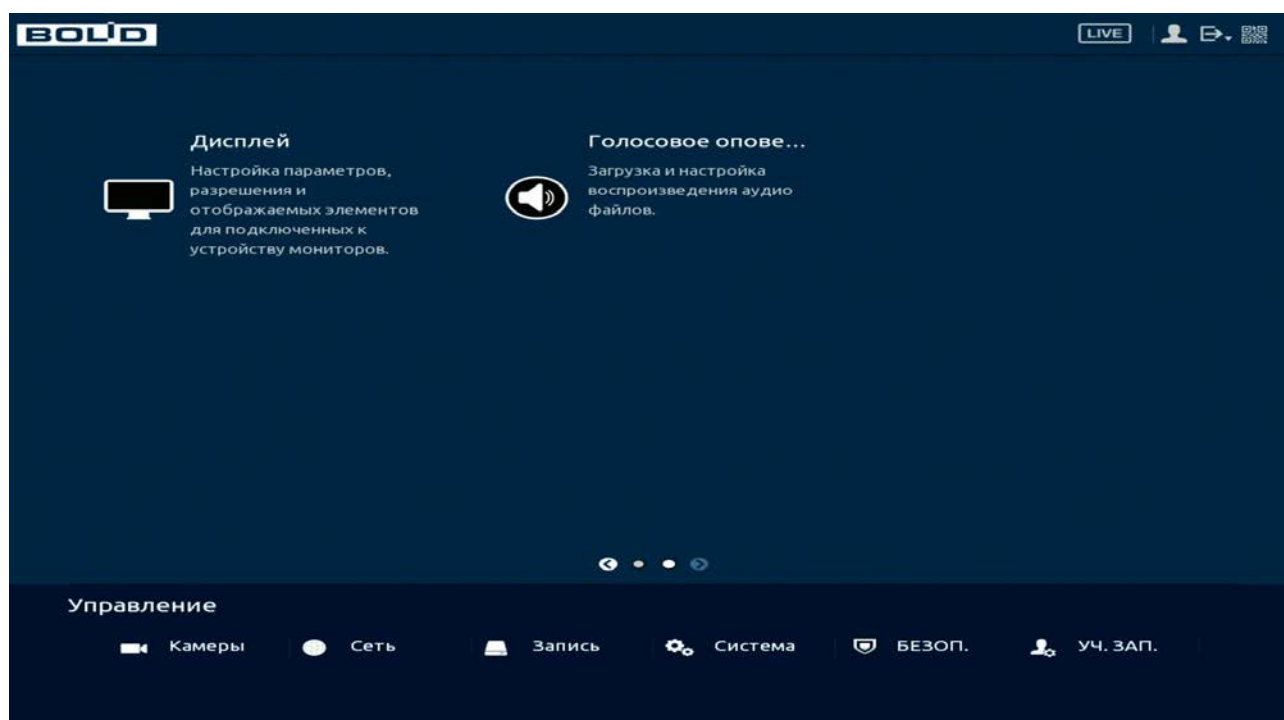 BOLID
LIVE
Дисплей
Настройка параметров,
разрешения и
отображаемых элементов
для подключенных к
устройству мониторов.
Голосовое опове...
Загрузка и настройка
воспроизведения аудио
файлов.
Управление
Камеры
Сеть
Запись
Система
БЕЗОП.
УЧ. ЗАП.